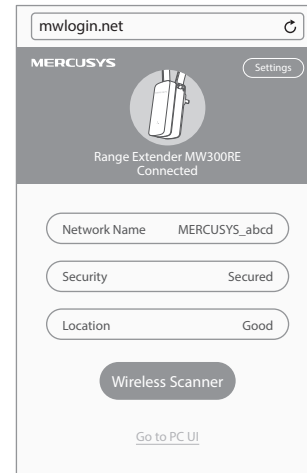 mwlogin.net
MERCUSYS
Settings
Range Extender MW300RE
Connected
Network Name MERCUSYS_abcd
Security Secured
Location Good
Wireless Scanner
Go to PC UI